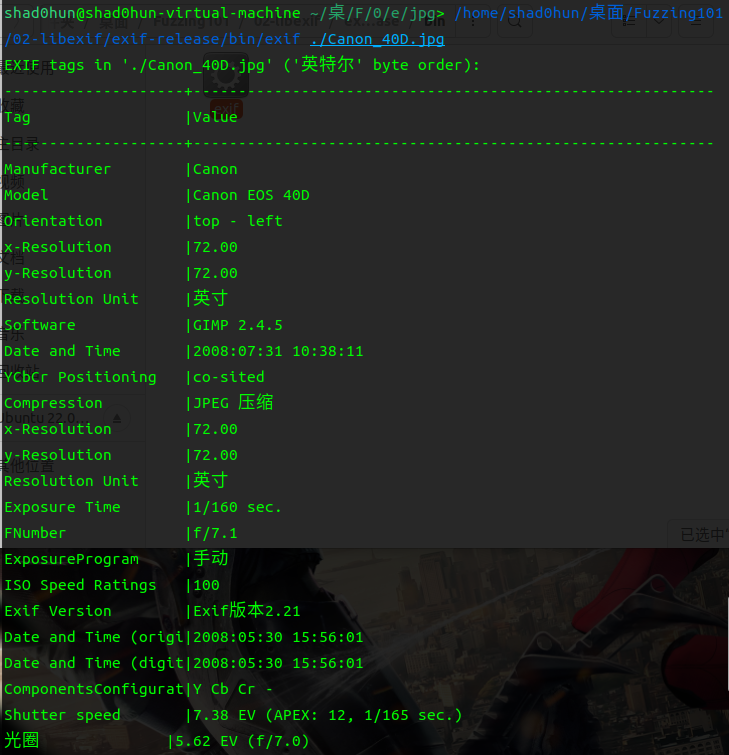 shad0hun@shad0hun-virtual-machine ~/桌/F/0/e/jpg> /home/shad0hun/桌面/Fuzzing101
/02-libexif/exif-release/bin/exif ./Canon_40D.jpg
EXIF tags in './Canon_40D.jpg' ('英特尔' byte order):
--------------------+----------------------------------------------------------
Tag                 |Value
--------------------+----------------------------------------------------------
Manufacturer        |Canon
Model               |Canon EOS 40D
Orientation         |top - left
x-Resolution        |72.00
y-Resolution        |72.00
Resolution Unit     |英寸
Software            |GIMP 2.4.5
Date and Time       |2008:07:31 10:38:11
YCbCr Positioning   |co-sited
Compression         |JPEG 压缩
x-Resolution        |72.00
y-Resolution        |72.00
Resolution Unit     |英寸
Exposure Time       |1/160 sec.
FNumber             |f/7.1
已选中"
ExposureProgram     |手动
ISO Speed Ratings   |100
Exif Version        |Exif版本2.21
Date and Time (origi|2008:05:30 15:56:01
Date and Time (digit|2008:05:30 15:56:01
ComponentsConfigurat|Y Cb Cr -
Shutter speed       |7.38 EV (APEX: 12, 1/165 sec.)
光圈                |5.62 EV (f/7.0)